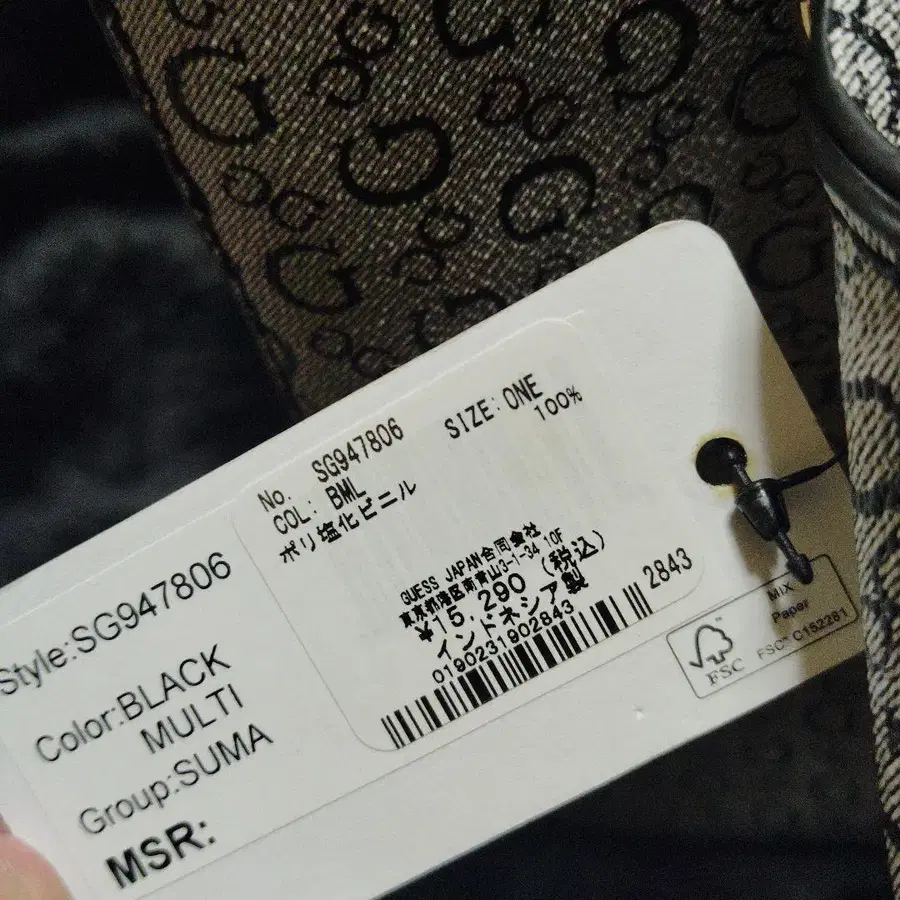 No. SG947806 SIZE:ONE
COL: BML 100%
ポリ塩化ビニル
GUESS JAPAN合同会社
東京都港区南青山3-1-34 10F
¥15,290 (税込)
インドネシア製
0190231902843 2843
Style:SG947806
Color:BLACK
MULTI
Group:SUMA
MSR:
MIX
Paper
FSC
FSC™ C152281